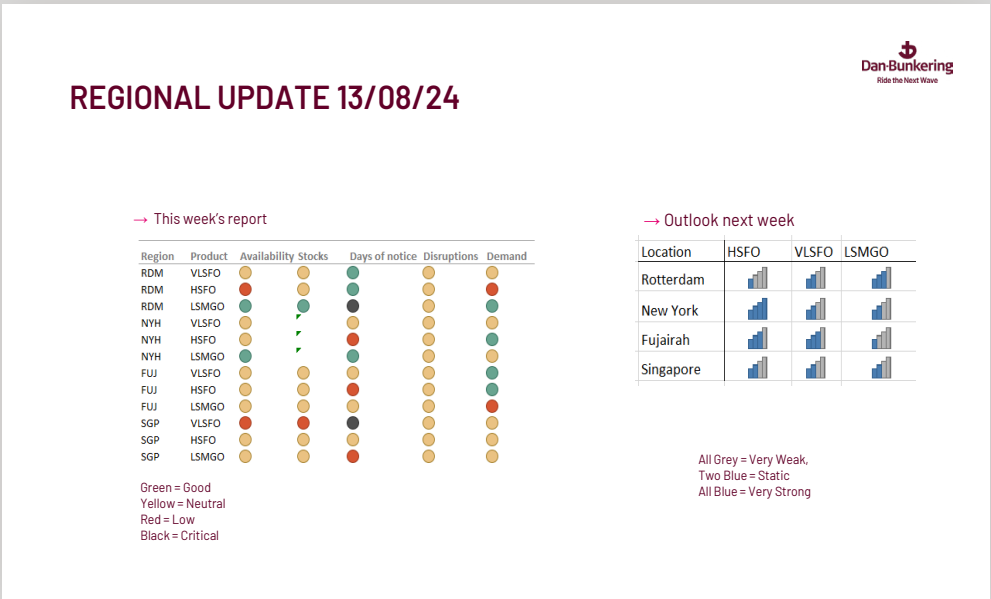 Dan-Bunkering
Ride the Next Wave
REGIONAL UPDATE 13/08/24
→ This week's report
Region Product Availability Stocks Days of notice Disruptions Demand
RDM VLSFO
RDM HSFO
RDM LSMGO
NYH VLSFO
NYH HSFO
NYH LSMGO
FUJ VLSFO
FUJ HSFO
FUJ LSMGO
SGP VLSFO
SGP HSFO
SGP LSMGO
Green = Good
Yellow = Neutral
Red = Low
Black = Critical
→ Outlook next week
Location HSFO VLSFO LSMGO
Rotterdam
New York
Fujairah
Singapore
All Grey = Very Weak,
Two Blue = Static
All Blue = Very Strong